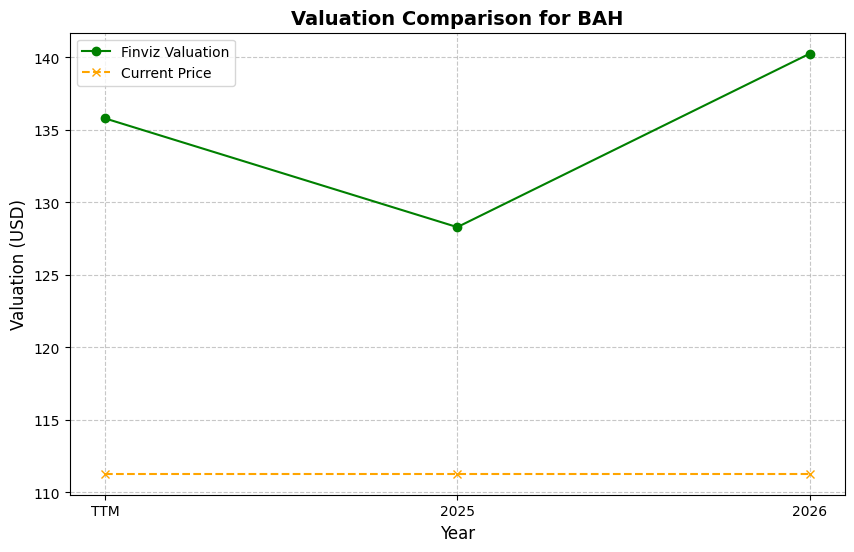 Valuation Comparison for BAH
Finviz Valuation
Current Price
Valuation (USD)
140
135
130
125
120
115
110
TTM
2025
2026
Year